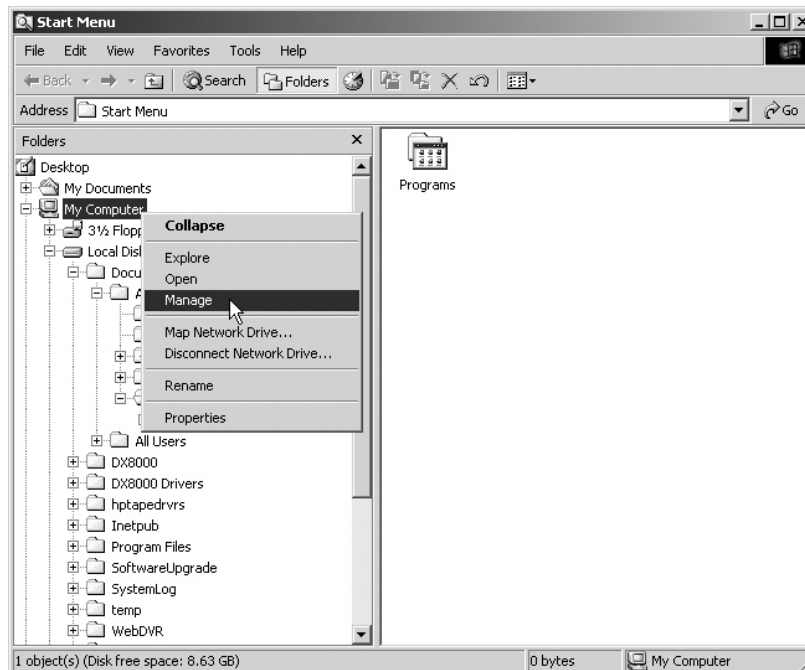 Start Menu
File Edit View Favorites Tools Help
Back Search Folders
Address Start Menu Go
Folders
Desktop
My Documents
My Computer
3½ Flopp
Local Disk
Docu
A
All Users
DX8000
DX8000 Drivers
hptapedrvrs
Inetpub
Program Files
SoftwareUpgrade
SystemLog
temp
WebDVR
Collapse
Explore
Open
Manage
Map Network Drive...
Disconnect Network Drive...
Rename
Properties
Programs
1 object(s) (Disk free space: 8.63 GB) 0 bytes My Computer